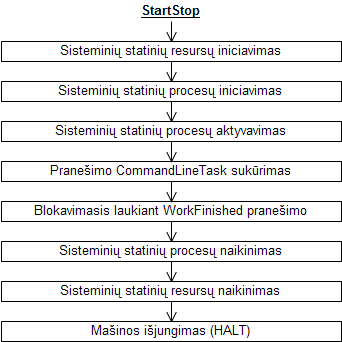 StartStop
Sisteminių statinių resursų iniciavimas
Sisteminių statinių procesų iniciavimas
Sisteminių statinių procesų aktyvavimas
Pranešimo CommandLineTask sukūrimas
Blokavimasis laukiant WorkFinished pranešimo
Sisteminių statinių procesų naikinimas
Sisteminių statinių resursų naikinimas
Mašinos išjungimas (HALT)